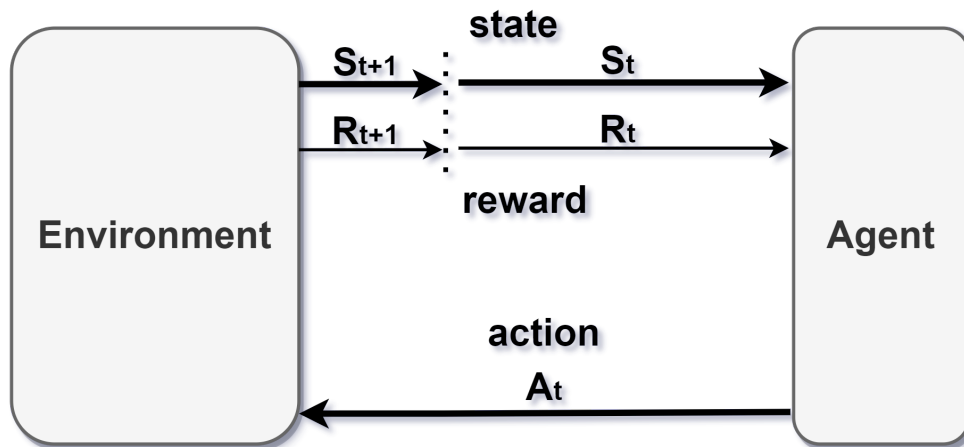 state
St+1 St
Rt+1 Rt
reward
Environment Agent
action
At